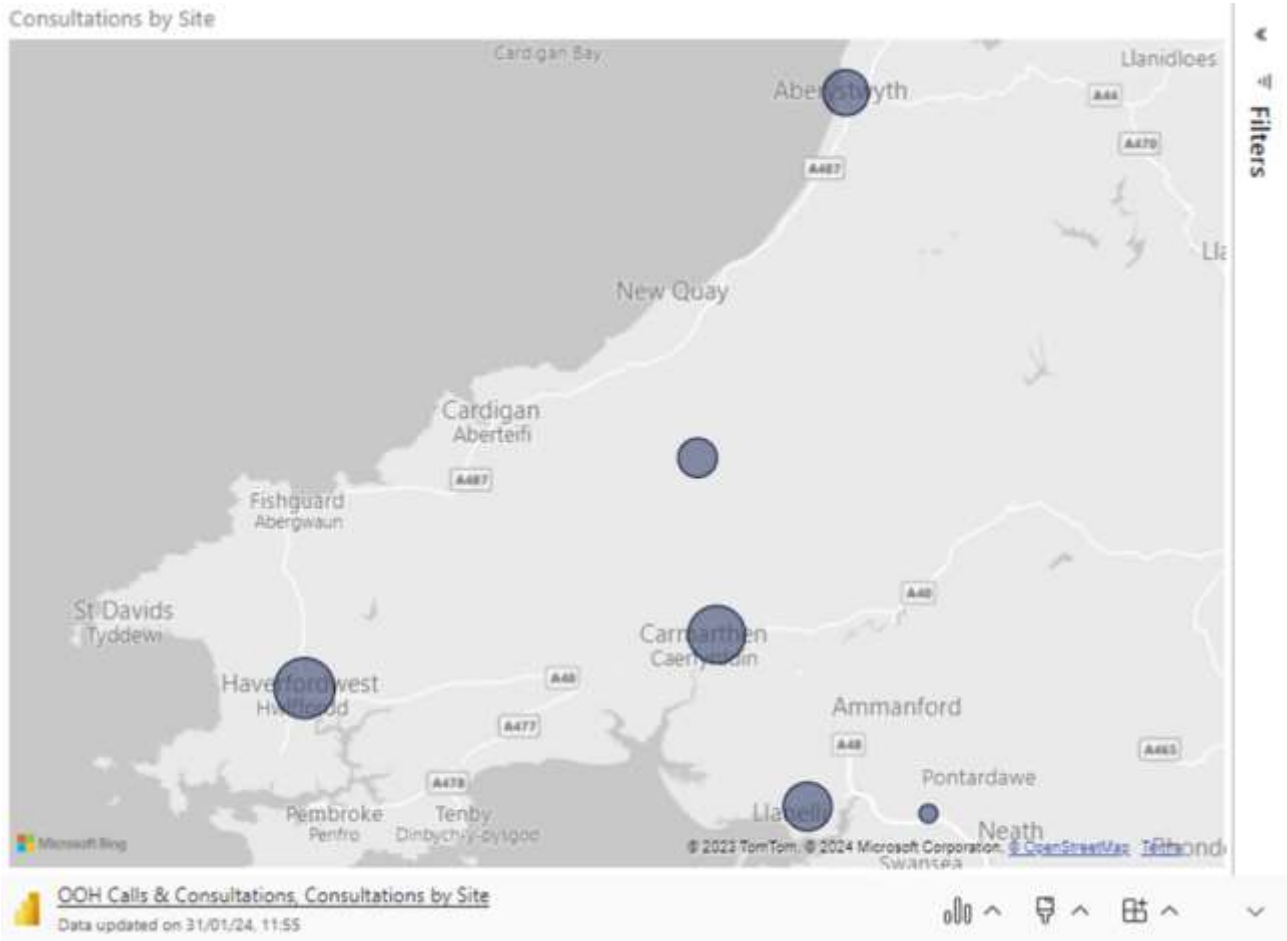 Consultations by Site
Cardigan Bay
Llanidloes
Aberystwyth
A44
A470
A487
Filters
New Quay
Cardigan
Aberteifi
A487
Fishguard
Abergwaun
St Davids
Tyddewi
A40
Carmarthen
Haverfordwest
A40
A477
Ammanford
A48
A465
Pontardawe
A478
Pembroke
Penfro
Tenby
Dinbych-y-pysgod
Llanelli
Neath
Swansea
Microsoft Bing
© 2023 TomTom, © 2024 Microsoft Corporation, © OpenStreetMap Terms
OOH Calls & Consultations, Consultations by Site
Data updated on 31/01/24, 11:55